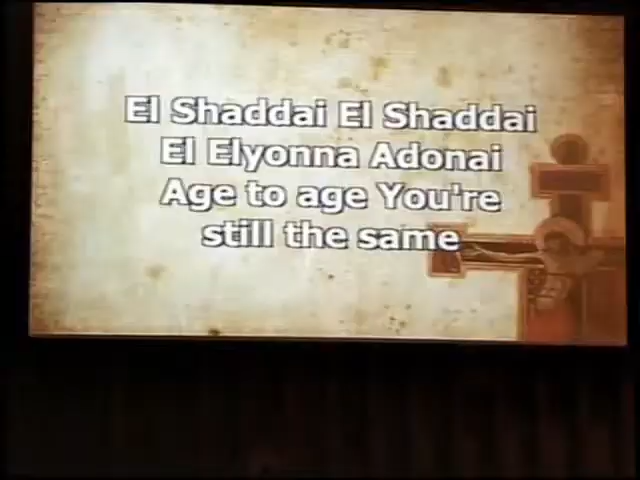 El Shaddai El Shaddai
El Elyonna Adonai
Age to age You're
still the same